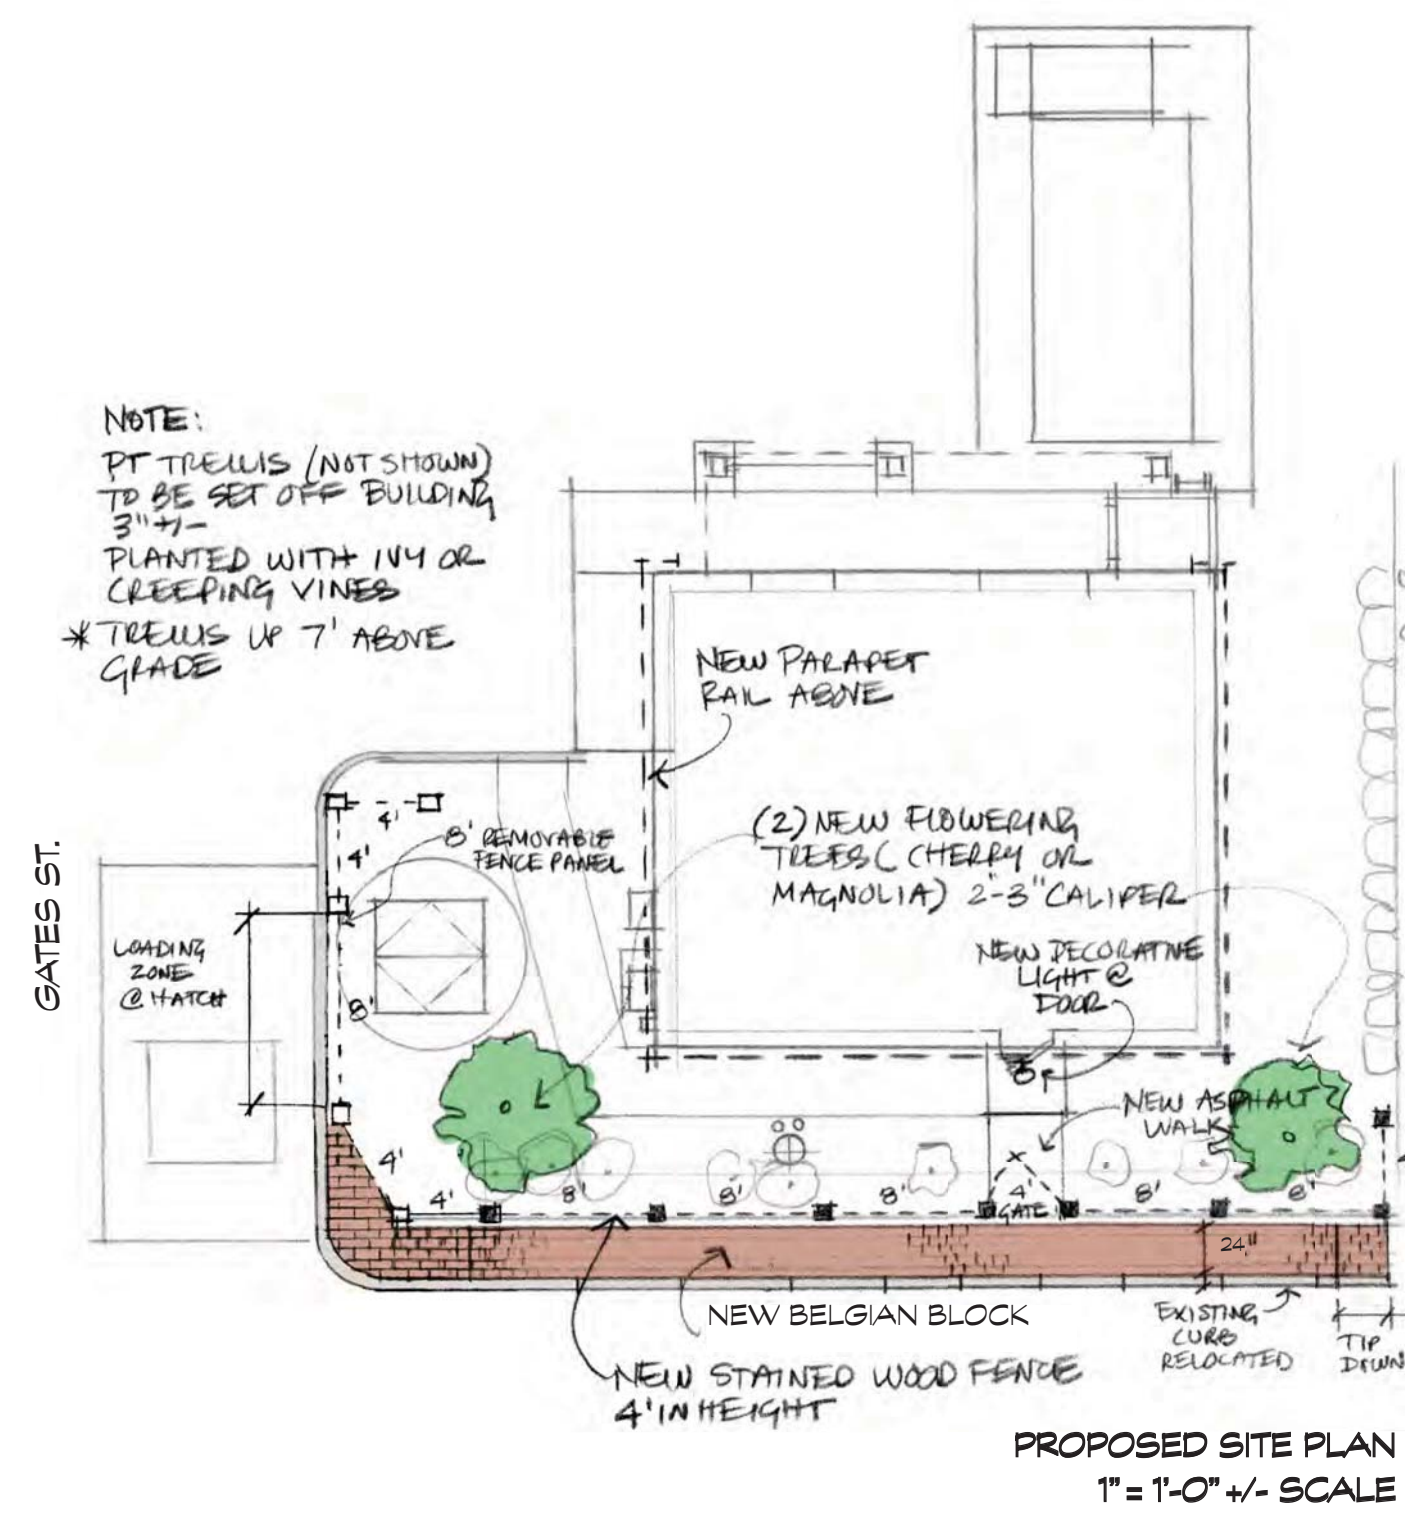 NOTE:
PT TRELLIS (NOT SHOWN)
TO BE SET OFF BUILDING
3" +/-
PLANTED WITH IVY OR
CREEPING VINES
* TRELLIS UP 7' ABOVE
GRADE
NEW PARAPET
RAIL ABOVE
4'
4'
8' REMOVABLE
FENCE PANEL
(2) NEW FLOWERING
TREES (CHERRY OR
MAGNOLIA) 2"-3" CALIPER
GATES ST.
LOADING
ZONE
@ HATCH
8'
NEW DECORATIVE
LIGHT @
DOOR
NEW ASPHALT
WALK
4'
4'
8'
8'
8'
4'
GATE
8'
8'
24"
NEW BELGIAN BLOCK
EXISTING
CURB
RELOCATED
TIP
DOWN
NEW STAINED WOOD FENCE
4' IN HEIGHT
PROPOSED SITE PLAN
1" = 1'-0" +/- SCALE